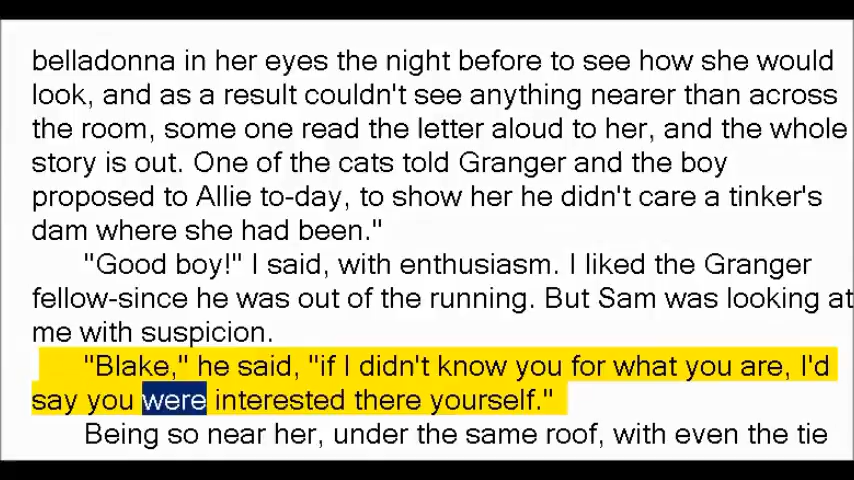 belladonna in her eyes the night before to see how she would
look, and as a result couldn't see anything nearer than across
the room, some one read the letter aloud to her, and the whole
story is out. One of the cats told Granger and the boy
proposed to Allie to-day, to show her he didn't care a tinker's
dam where she had been."
"Good boy!" I said, with enthusiasm. I liked the Granger
fellow-since he was out of the running. But Sam was looking at
me with suspicion.
"Blake," he said, "if I didn't know you for what you are, I'd
say you were interested there yourself."
Being so near her, under the same roof, with even the tie